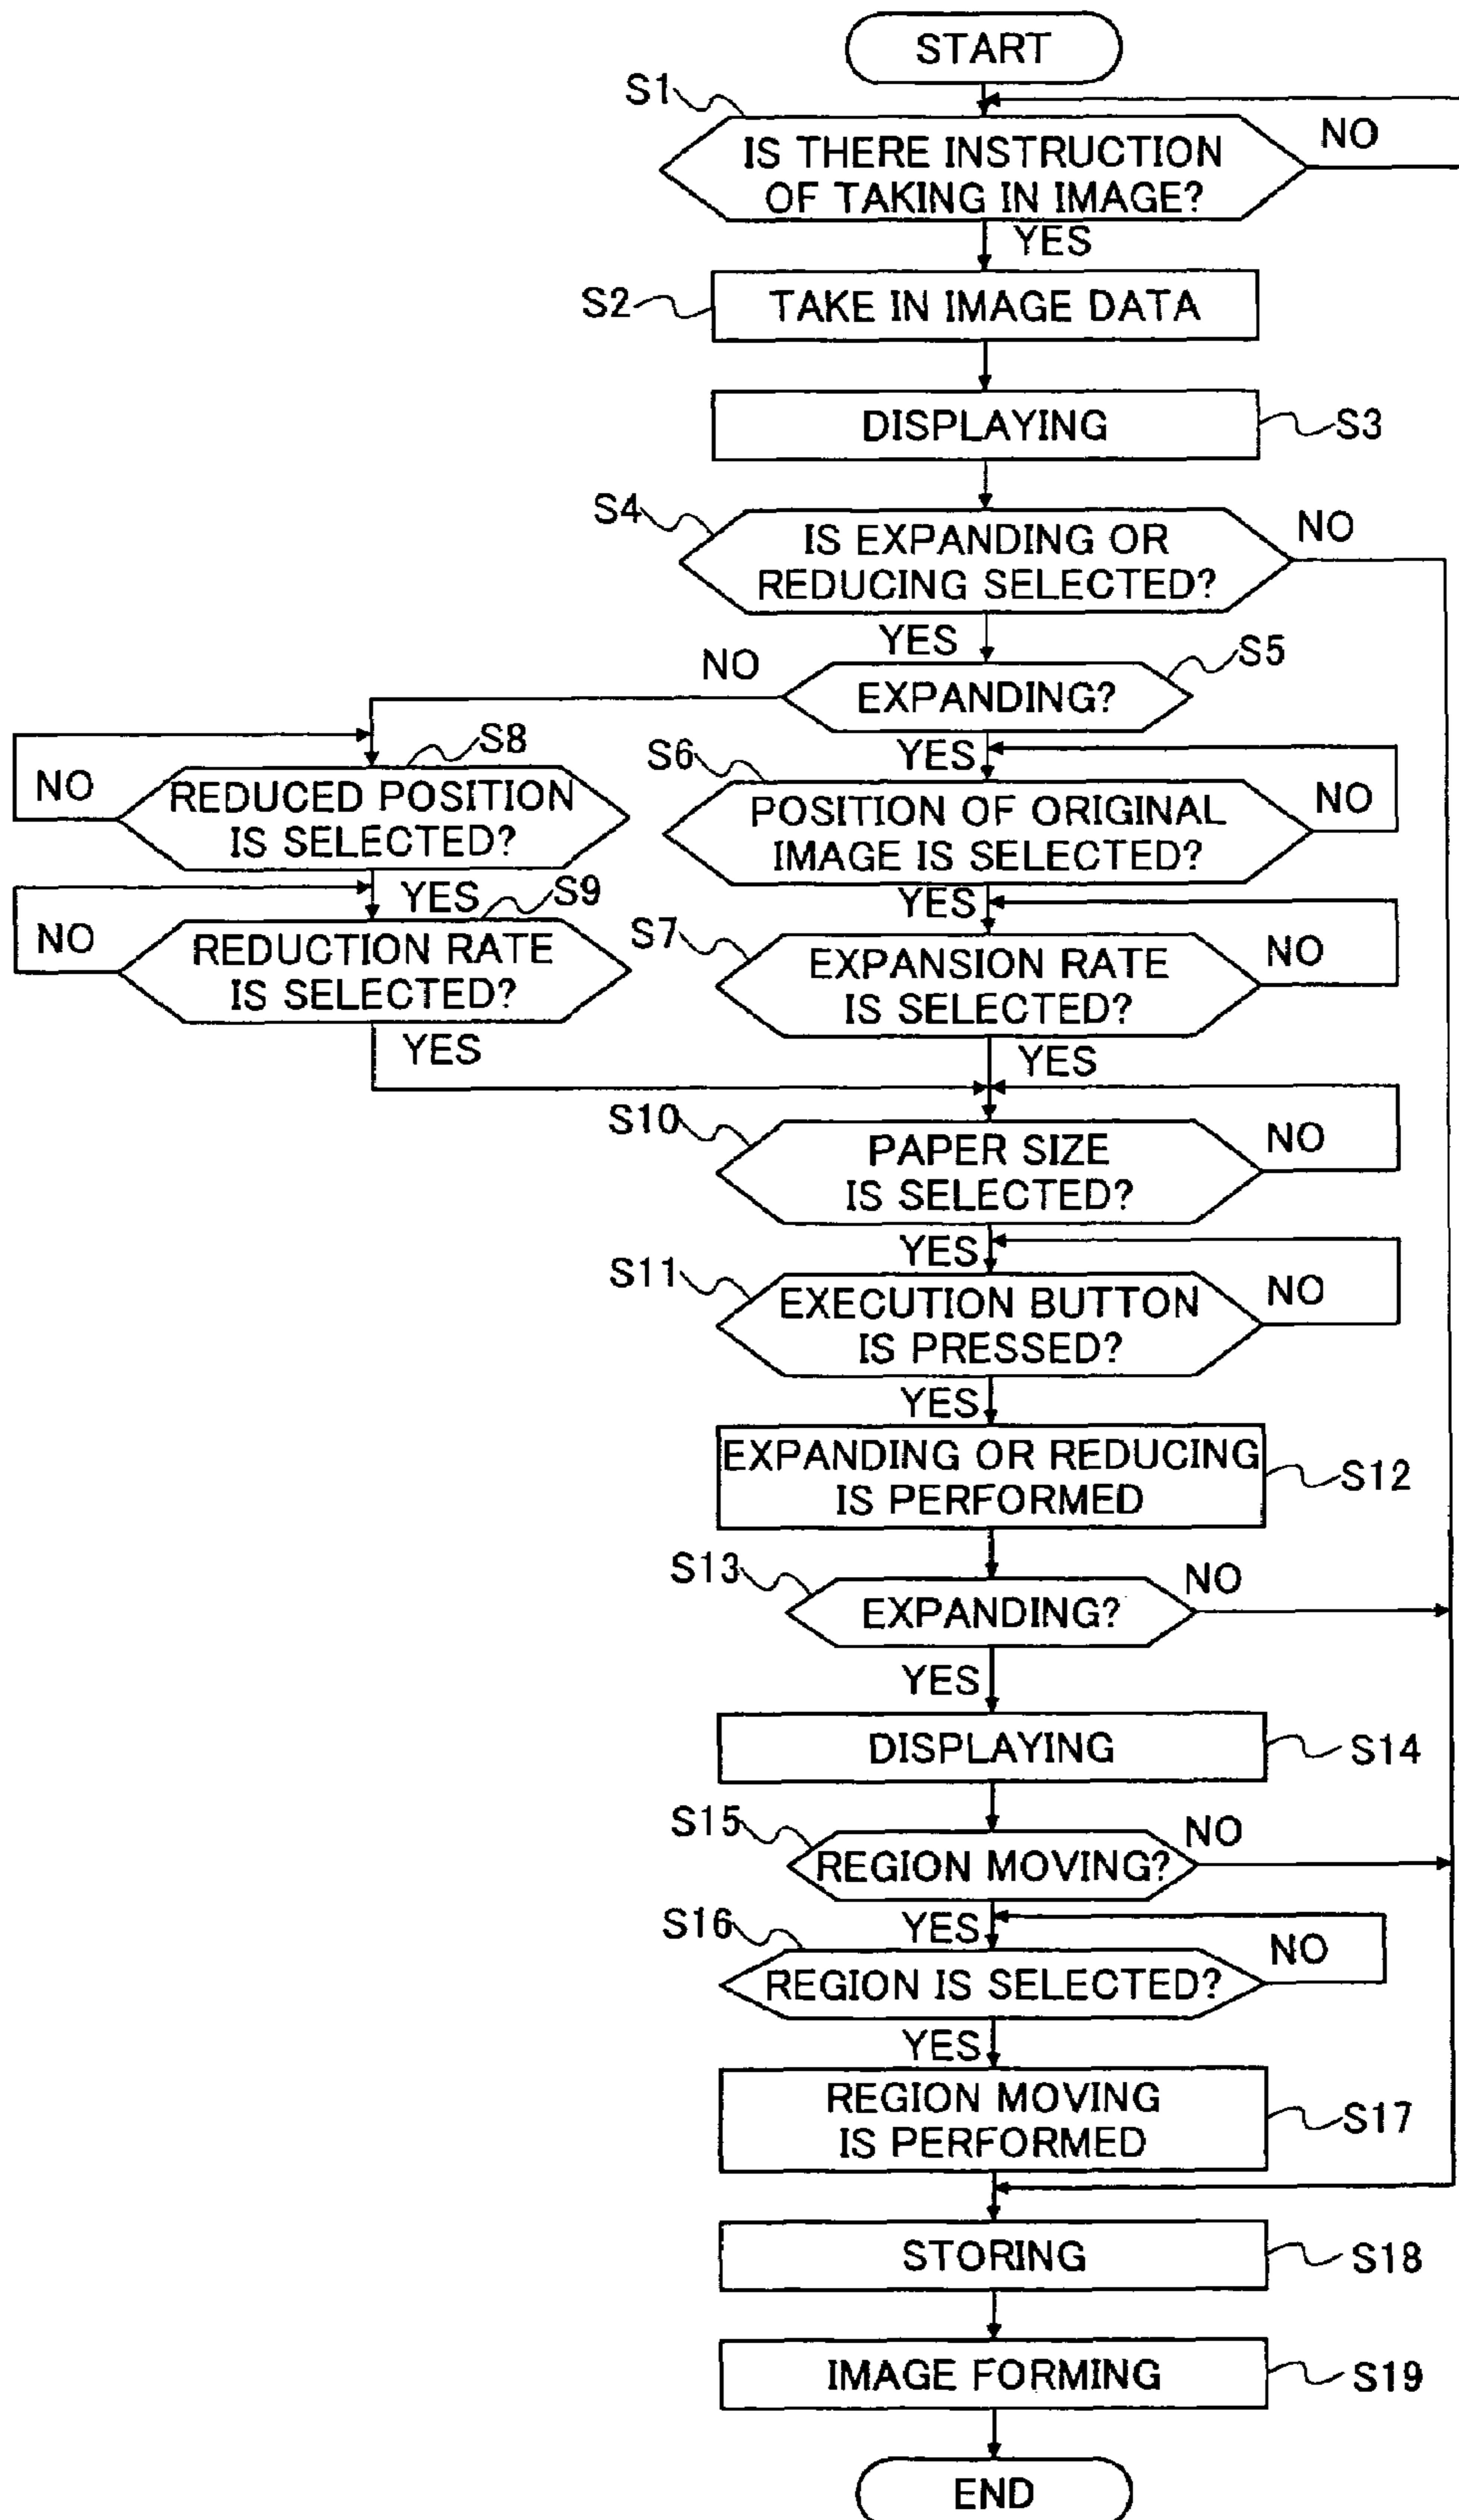 START
S1
IS THERE INSTRUCTION
OF TAKING IN IMAGE?
NO
YES
S2
TAKE IN IMAGE DATA
DISPLAYING
S3
S4
IS EXPANDING OR
REDUCING SELECTED?
NO
YES
S5
EXPANDING?
NO
YES
S8
REDUCED POSITION
IS SELECTED?
NO
YES
S6
POSITION OF ORIGINAL
IMAGE IS SELECTED?
NO
YES
S9
REDUCTION RATE
IS SELECTED?
NO
YES
S7
EXPANSION RATE
IS SELECTED?
NO
YES
S10
PAPER SIZE
IS SELECTED?
NO
YES
S11
EXECUTION BUTTON
IS PRESSED?
NO
YES
EXPANDING OR REDUCING
IS PERFORMED
S12
S13
EXPANDING?
NO
YES
DISPLAYING
S14
S15
REGION MOVING?
NO
YES
S16
REGION IS SELECTED?
NO
YES
REGION MOVING
IS PERFORMED
S17
STORING
S18
IMAGE FORMING
S19
END